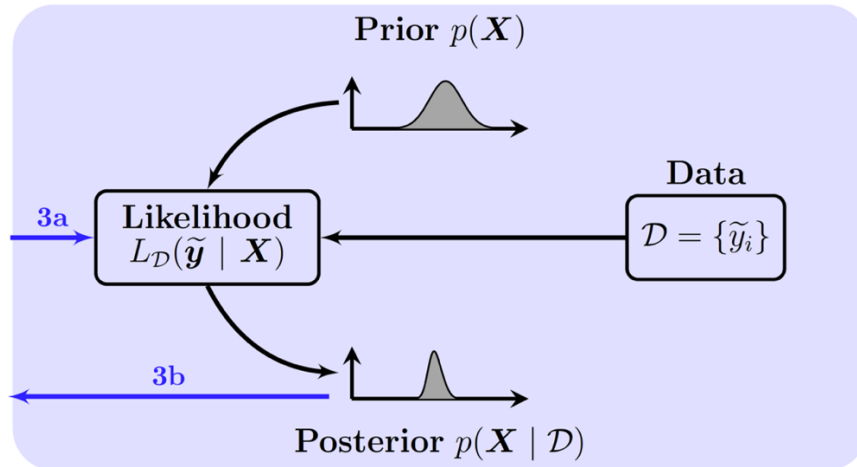 Prior p(X)
Data
3a
Likelihood
L_D(ỹ | X)
D = {ỹ_i}
3b
Posterior p(X | D)